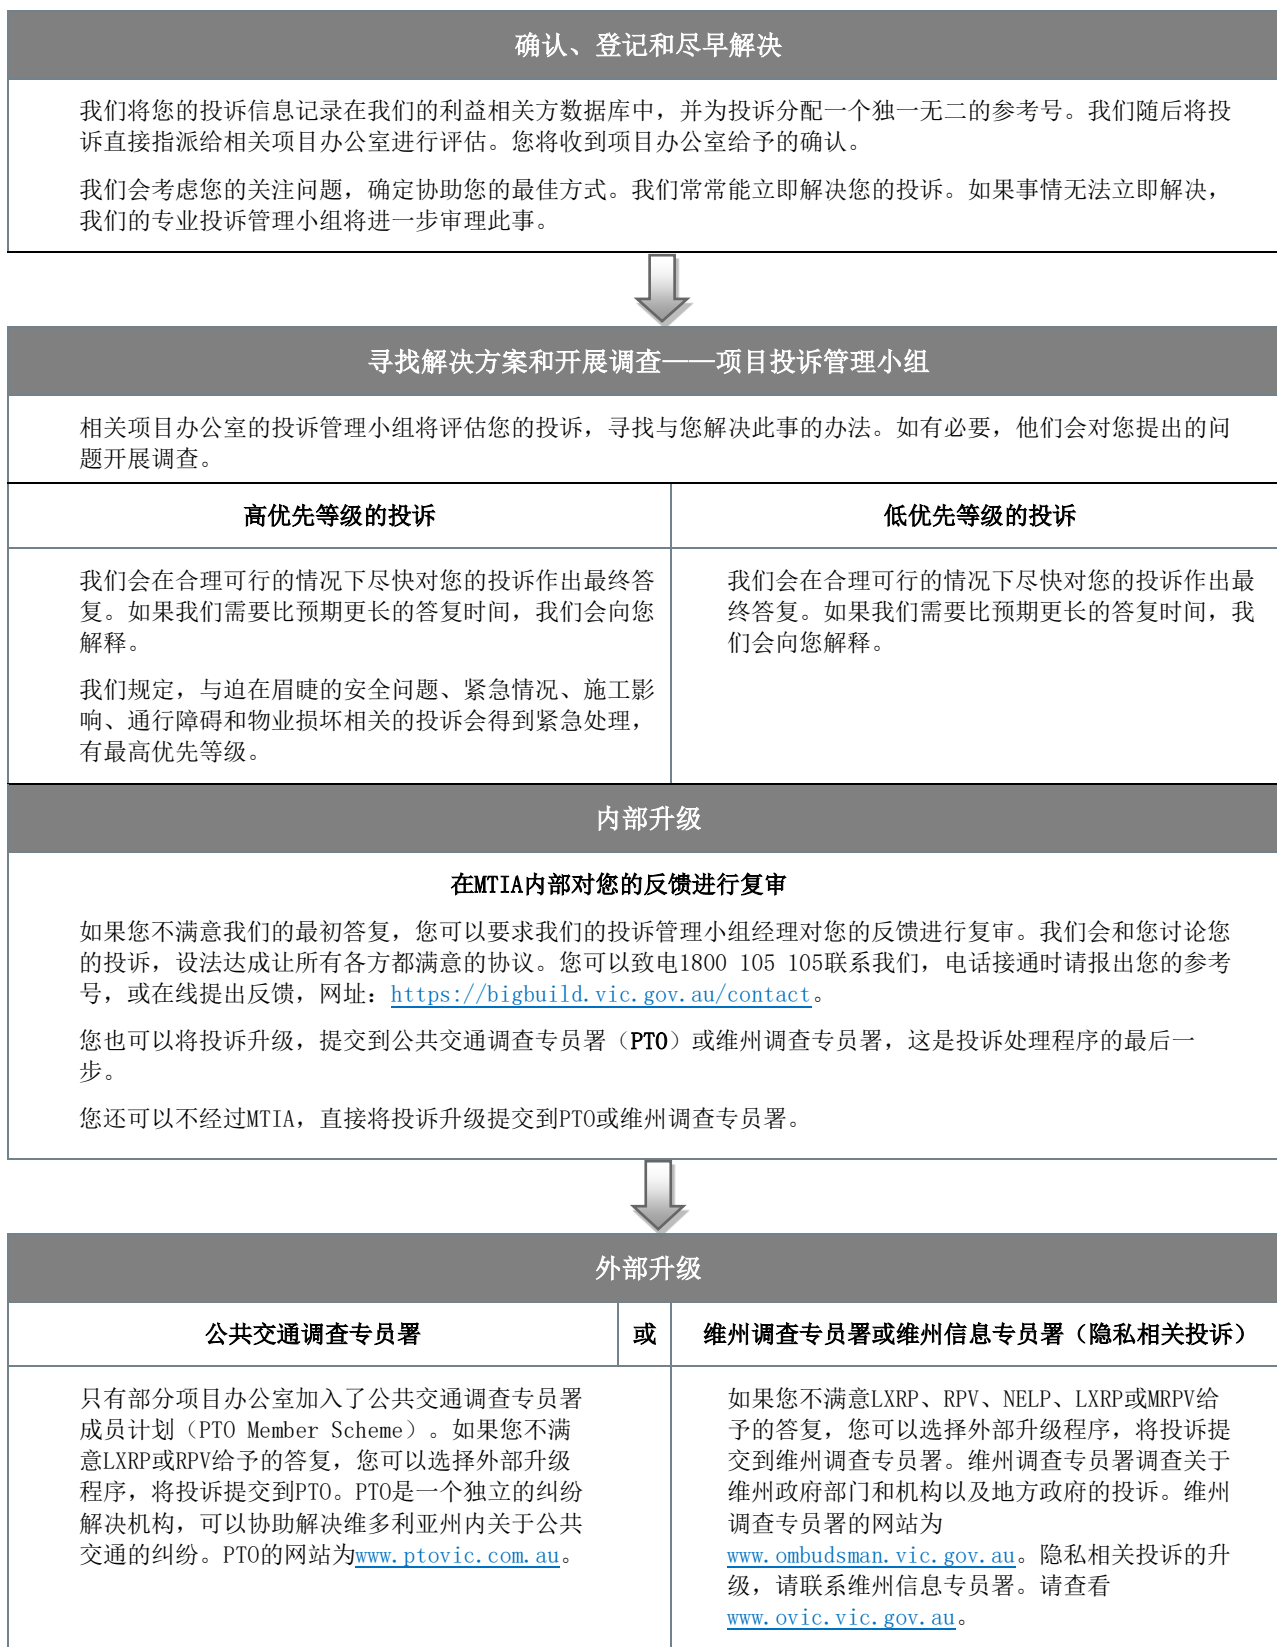 确认、登记和尽早解决
我们将您的投诉信息记录在我们的利益相关方数据库中，并为投诉分配一个独一无二的参考号。我们随后将投
诉直接指派给相关项目办公室进行评估。您将收到项目办公室给予的确认。
我们会考虑您的关注问题，确定协助您的最佳方式。我们常常能立即解决您的投诉。如果事情无法立即解决，
我们的专业投诉管理小组将进一步审理此事。
寻找解决方案和开展调查——项目投诉管理小组
相关项目办公室的投诉管理小组将评估您的投诉，寻找与您解决此事的办法。如有必要，他们会对您提出的问
题开展调查。
高优先等级的投诉
我们会在合理可行的情况下尽快对您的投诉作出最终答
复。如果我们需要比预期更长的答复时间，我们会向您
解释。
我们规定，与迫在眉睫的安全问题、紧急情况、施工影
响、通行障碍和物业损坏相关的投诉会得到紧急处理，
有最高优先等级。
低优先等级的投诉
我们会在合理可行的情况下尽快对您的投诉作出最
终答复。如果我们需要比预期更长的答复时间，我
们会向您解释。
内部升级
在MTIA内部对您的反馈进行复审
如果您不满意我们的最初答复，您可以要求我们的投诉管理小组经理对您的反馈进行复审。我们会和您讨论您
的投诉，设法达成让所有各方都满意的协议。您可以致电1800 105 105联系我们，电话接通时请报出您的参考
号，或在线提出反馈，网址：https://bigbuild.vic.gov.au/contact。
您也可以将投诉升级，提交到公共交通调查专员署（PTO）或维州调查专员署，这是投诉处理程序的最后一
步。
您还可以不经过MTIA，直接将投诉升级提交到PTO或维州调查专员署。
外部升级
公共交通调查专员署
只有部分项目办公室加入了公共交通调查专员署
成员计划（PTO Member Scheme）。如果您不满
意LXRP或RPV给予的答复，您可以选择外部升级
程序，将投诉提交到PTO。PTO是一个独立的纠纷
解决机构，可以协助解决维多利亚州内关于公共
交通的纠纷。PTO的网站为www.ptovic.com.au。
或
维州调查专员署或维州信息专员署（隐私相关投诉）
如果您不满意LXRP、RPV、NELP、LXRP或MRPV给
予的答复，您可以选择外部升级程序，将投诉提
交到维州调查专员署。维州调查专员署调查关于
维州政府部门和机构以及地方政府的投诉。维州
调查专员署的网站为
www.ombudsman.vic.gov.au。隐私相关投诉的升
级，请联系维州信息专员署。请查看
www.ovic.vic.gov.au。